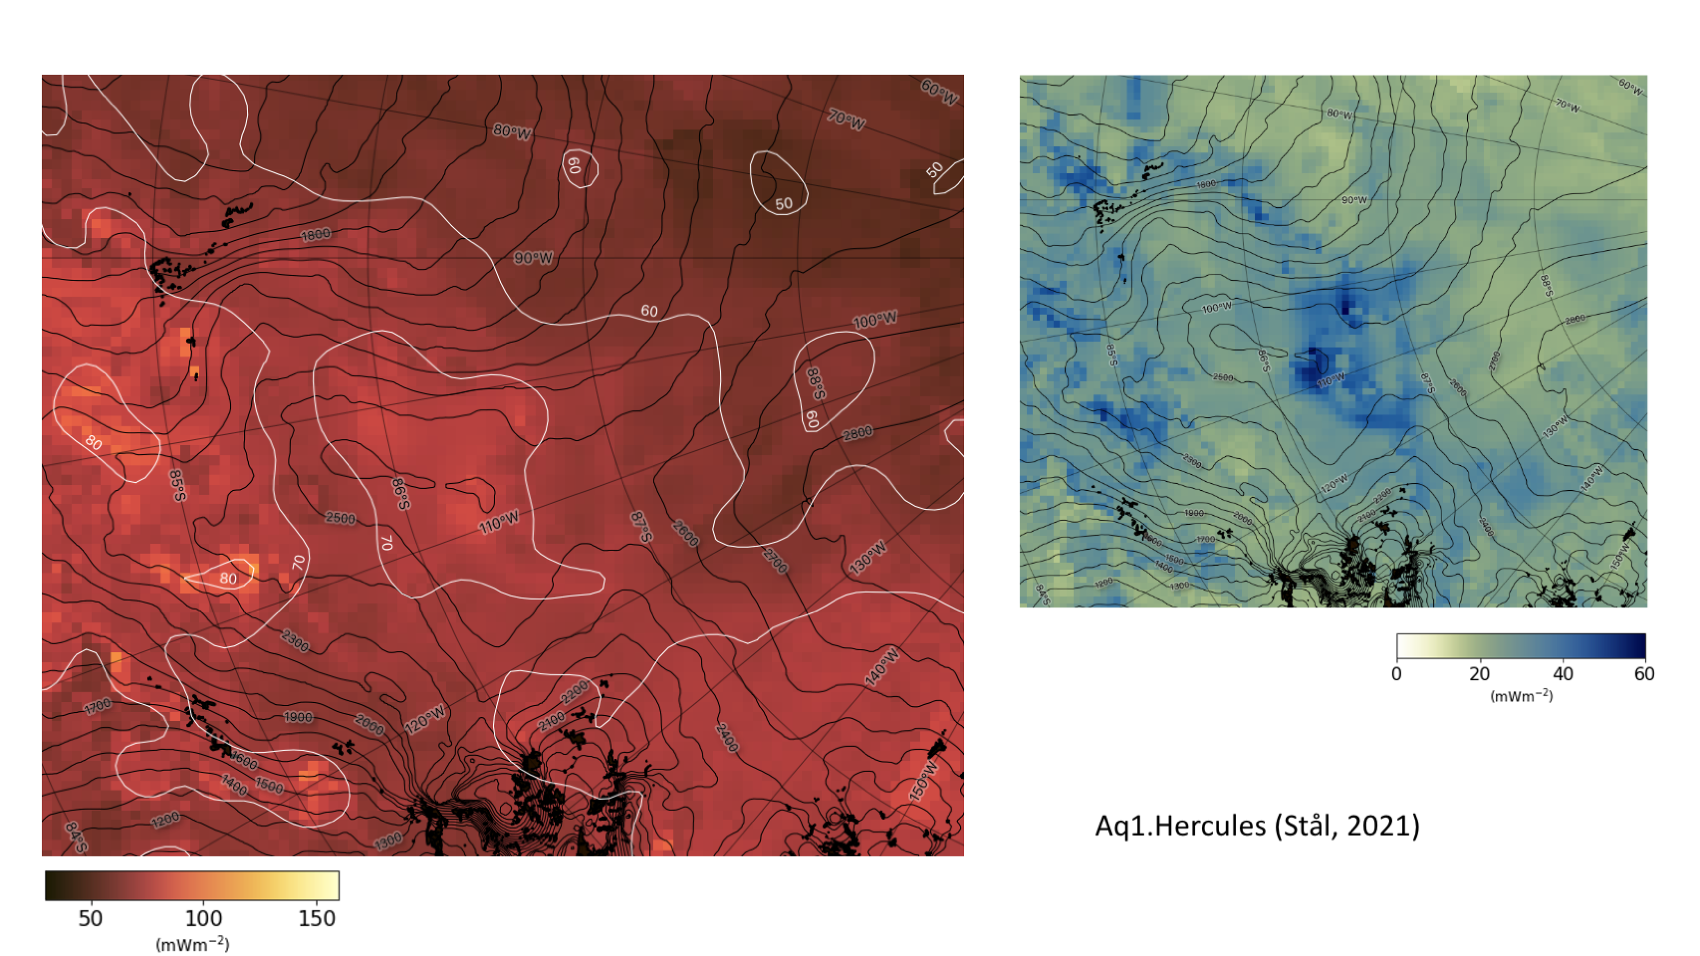 60°W
70°W
80°W
60
50
50
1800
90°W
60
100°W
88°S
60
80
2800
85°S
86°S
2500
110°W
87°S
2600
70
70
2700
130°W
80
2300
140°W
1700
1900
2000
120°W
2200
2100
2400
1600
1400
1500
150°W
1200
1300
84°S
50
100
150
(mWm⁻²)
60°W
70°W
80°W
1800
90°W
88°S
100°W
2800
85°S
86°S
2700
2500
110°W
87°S
2600
130°W
2300
120°W
140°W
2200
1900
2000
2100
2400
1700
1600
1400
150°W
1200
1300
84°S
0
20
40
60
(mWm⁻²)
Aq1.Hercules (Stål, 2021)